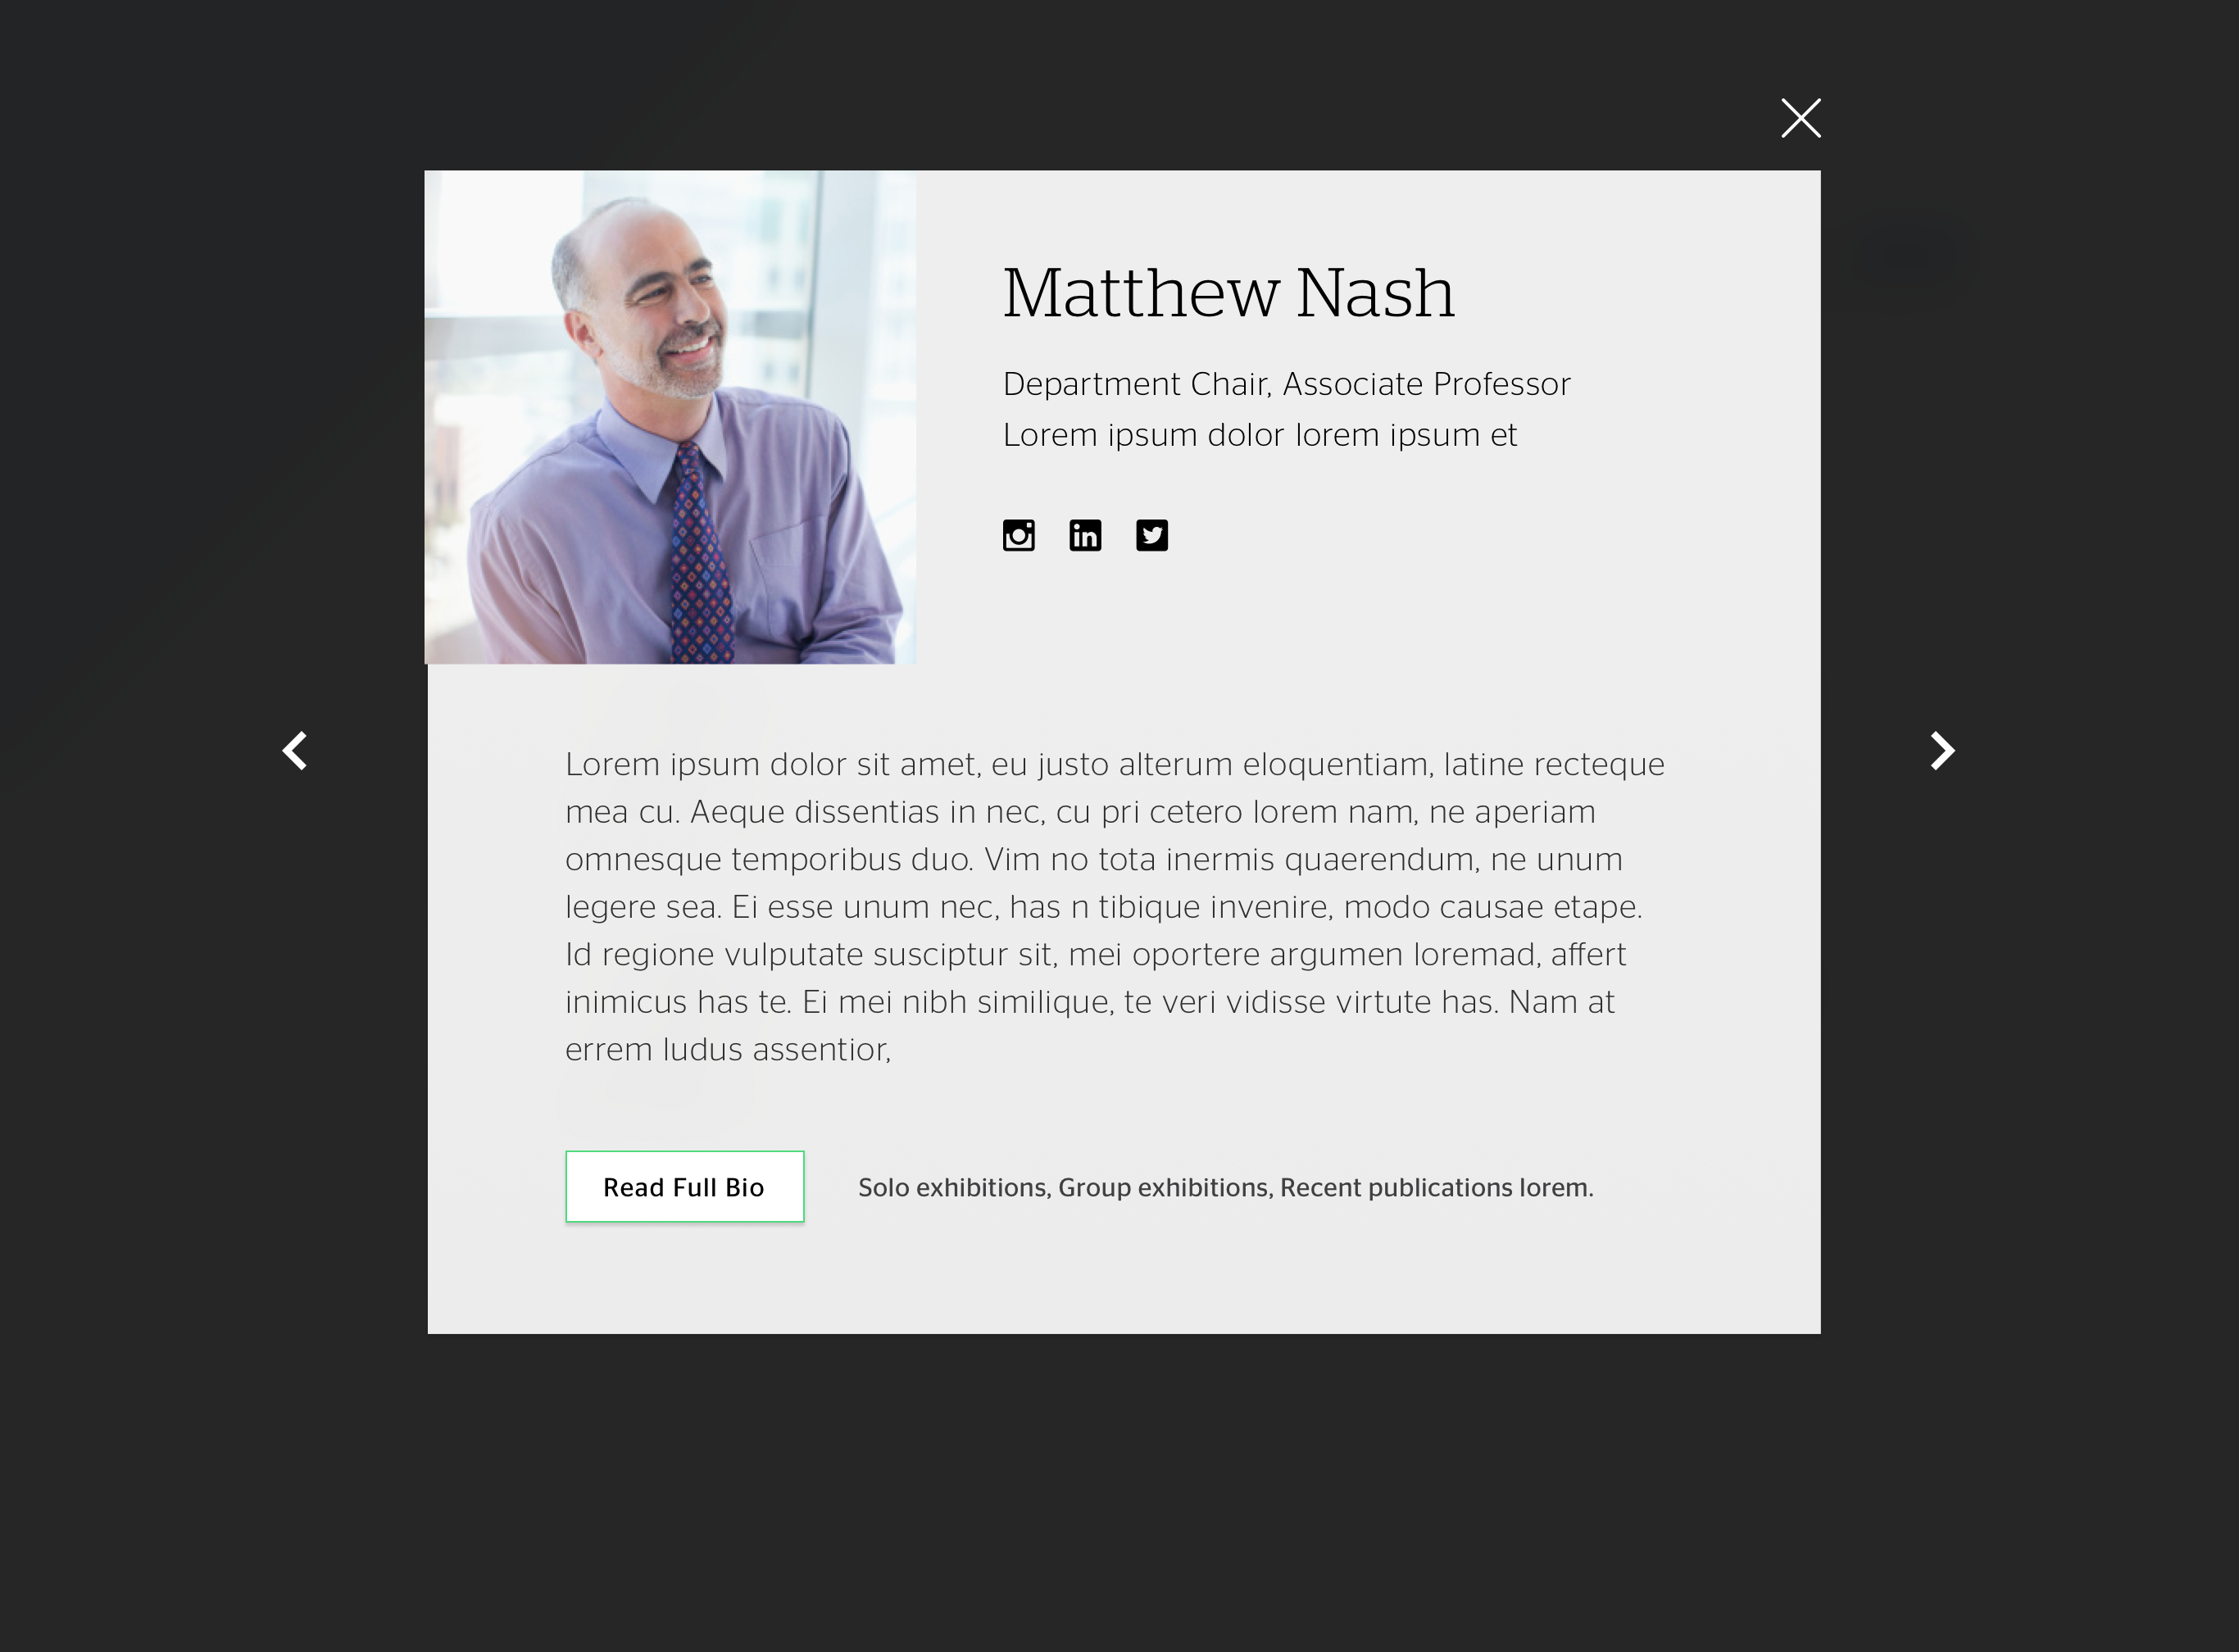 Matthew Nash
Department Chair, Associate Professor
Lorem ipsum dolor lorem ipsum et
in
Lorem ipsum dolor sit amet, eu justo alterum eloquentiam, latine recteque
mea cu. Aeque dissentias in nec, cu pri cetero lorem nam, ne aperiam
omnesque temporibus duo. Vim no tota inermis quaerendum, ne unum
legere sea. Ei esse unum nec, has n tibique invenire, modo causae etape.
Id regione vulputate susciptur sit, mei oportere argumen loremad, affert
inimicus has te. Ei mei nibh similique, te veri vidisse virtute has. Nam at
errem ludus assentior,
Read Full Bio
Solo exhibitions, Group exhibitions, Recent publications lorem.